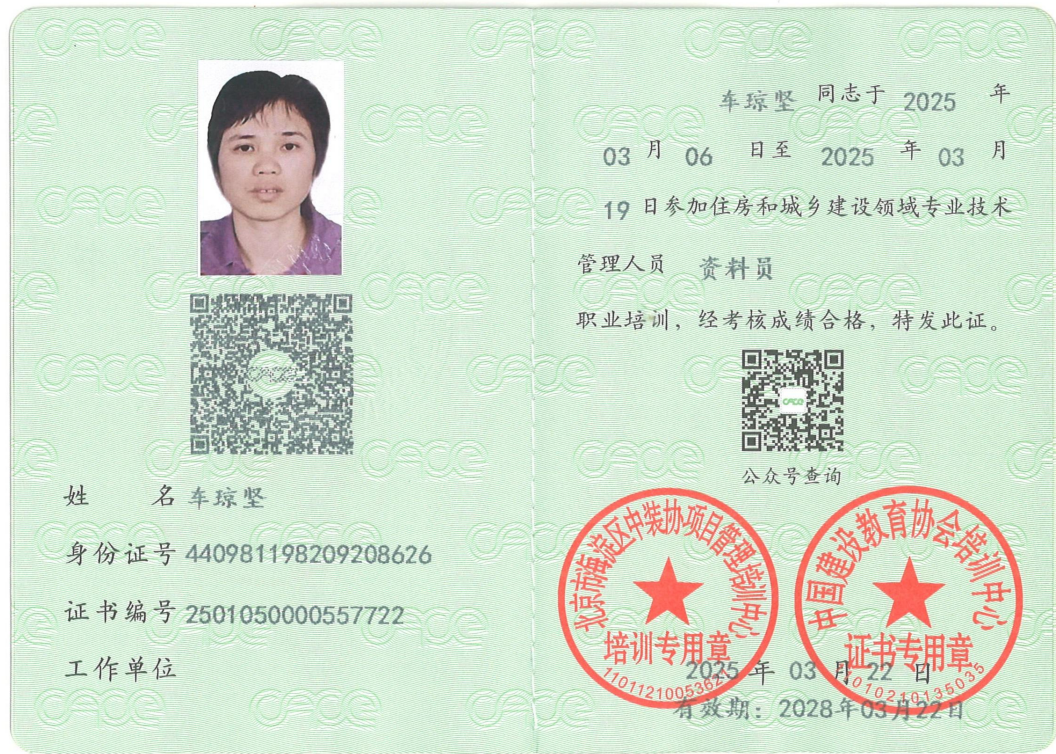 姓 名 车琼坚
身份证号 440981198209208626
证书编号 2501050000557722
工作单位
车琼坚 同志于 2025 年
03 月 06 日至 2025 年 03 月
19 日参加住房和城乡建设领域专业技术
管理人员 资料员
职业培训，经考核成绩合格，特发此证。
公众号查询
北京市海淀区中装协项目管理培训中心
培训专用章
中国建设教育协会培训中心
证书专用章
11010210135035
2025 年 03 月 22 日
有效期：2028年03月22日